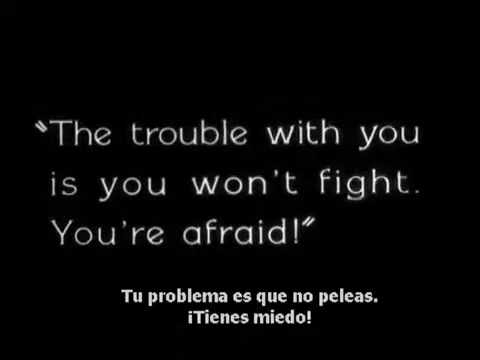 "The trouble with you
is you won't fight.
You're afraid!"
Tu problema es que no peleas.
¡Tienes miedo!